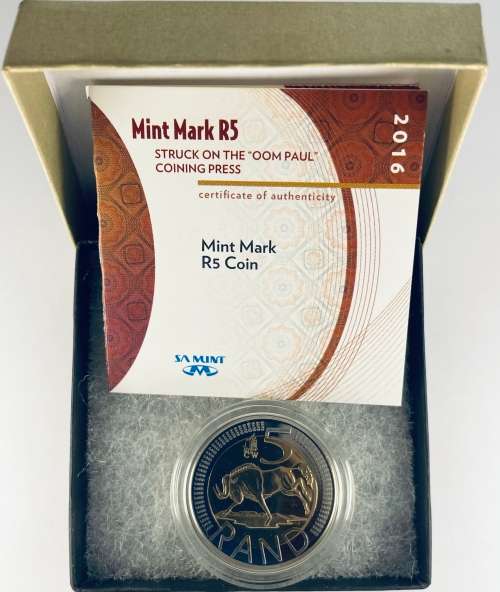 Mint Mark R5
STRUCK ON THE "OOM PAUL"
COINING PRESS
2016
certificate of authenticity
Mint Mark
R5 Coin
SA MINT
5
RAND